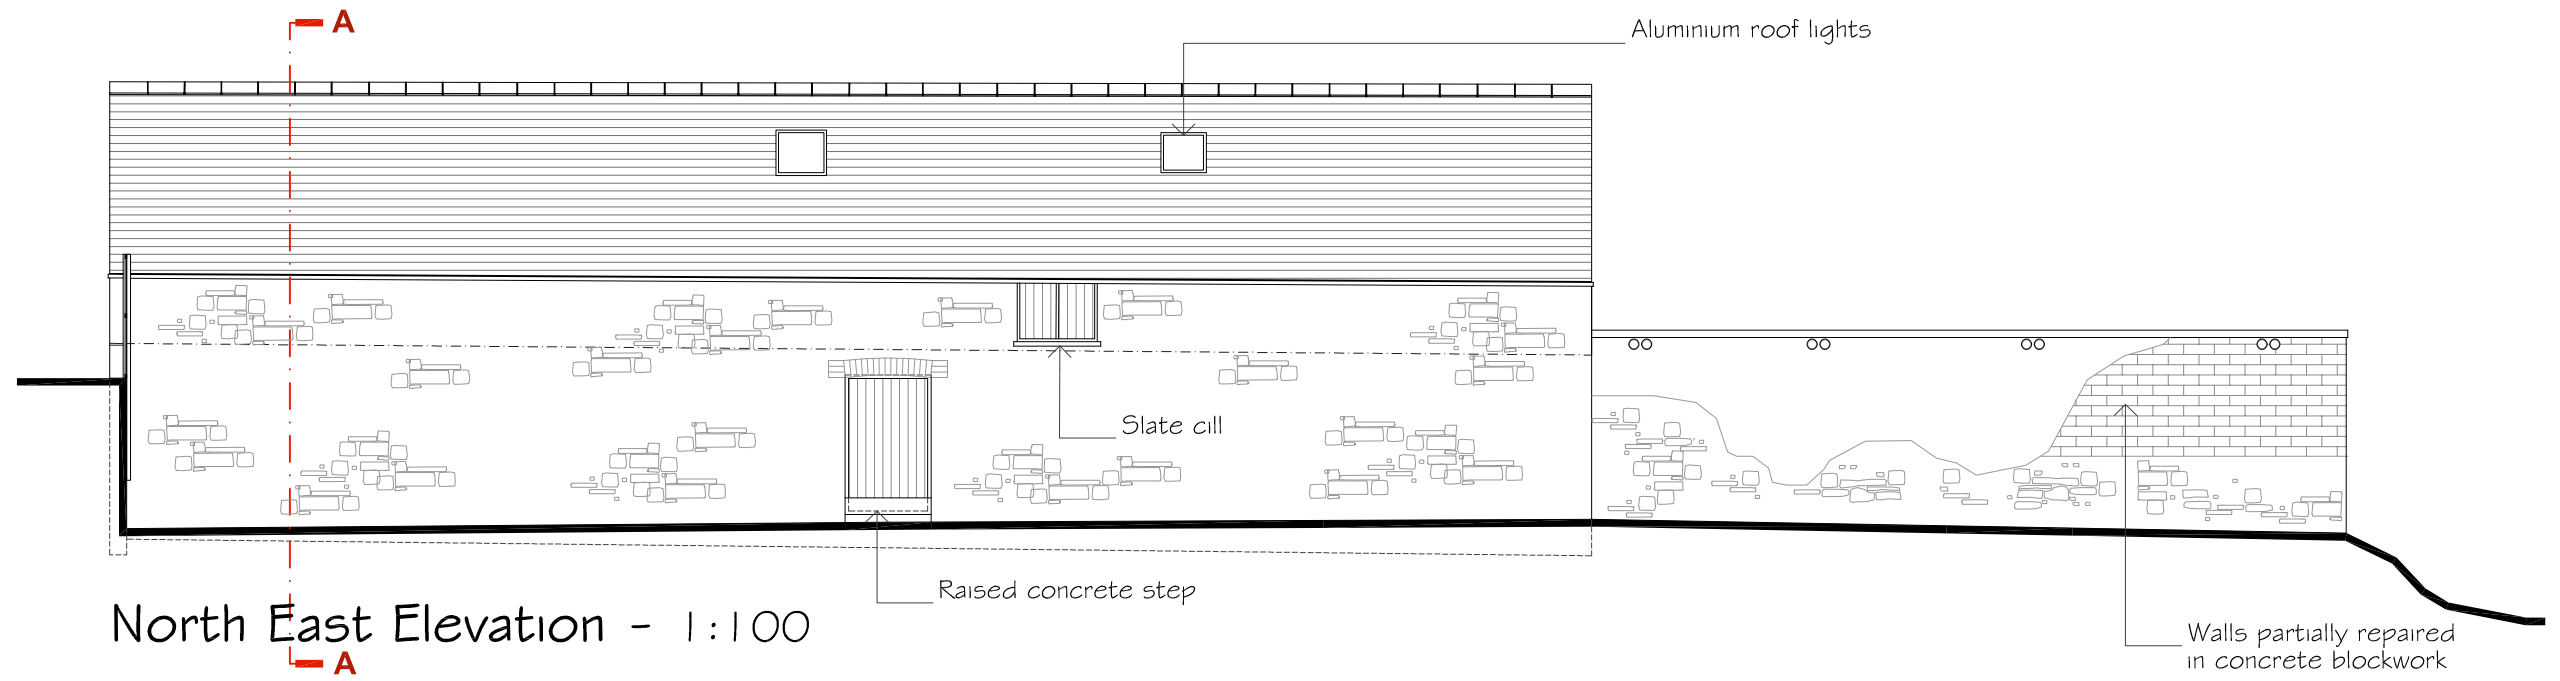 A
Aluminium roof lights
Slate cill
Raised concrete step
North East Elevation - 1:100
Walls partially repaired
in concrete blockwork
A